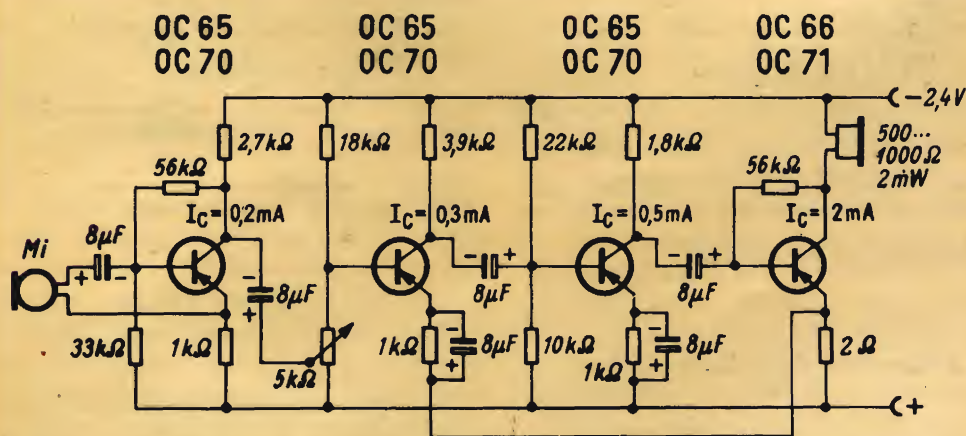 OC 65 OC 65 OC 65 OC 66
OC 70 OC 70 OC 70 OC 71
−2,4V
2,7kΩ 18kΩ 3,9kΩ 22kΩ 1,8kΩ 500...
1000Ω
2mW
56kΩ 56kΩ
IC = 0,2mA IC = 0,3mA IC = 0,5mA IC = 2mA
Mi 8μF
+ − − + − +
8μF 8μF 8μF
+
33kΩ 1kΩ 5kΩ 1kΩ − + 8μF 10kΩ 1kΩ − + 8μF 2Ω
+